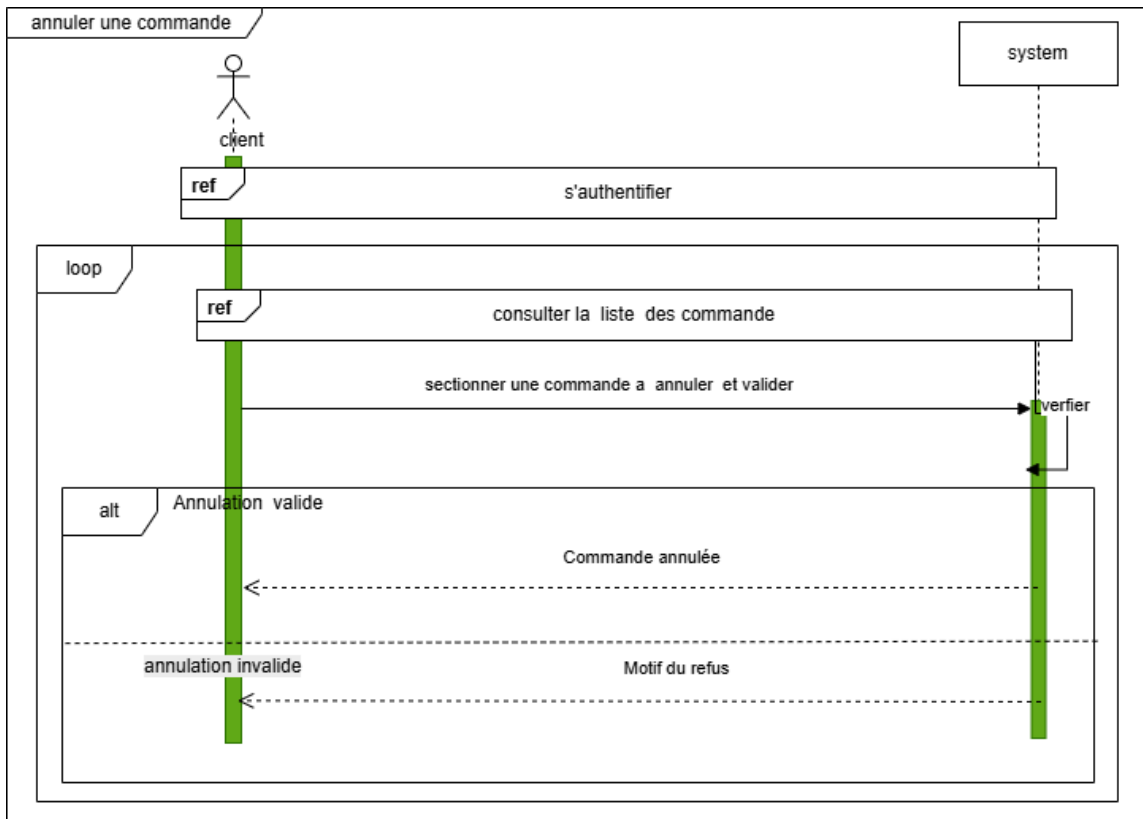 annuler une commande
system
client
ref
s'authentifier
loop
ref
consulter la liste des commande
sectionner une commande a annuler et valider
verfier
alt
Annulation valide
Commande annulée
annulation invalide
Motif du refus